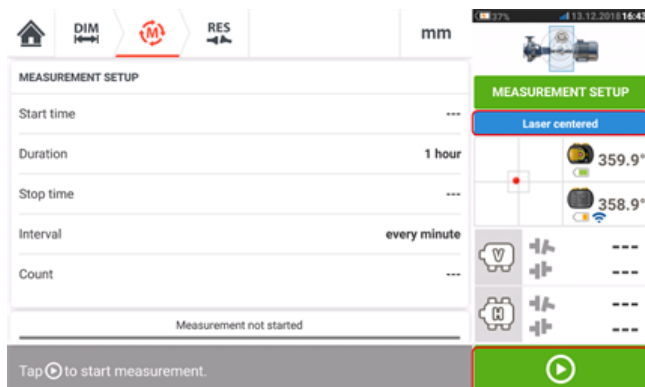 DIM
M
RES
mm
37%
13.12.2018 16:43
MEASUREMENT SETUP
Start time ---
Duration 1 hour
Stop time ---
Interval every minute
Count ---
Measurement not started
Tap to start measurement.
MEASUREMENT SETUP
Laser centered
359.9°
358.9°
V
---
---
H
---
---